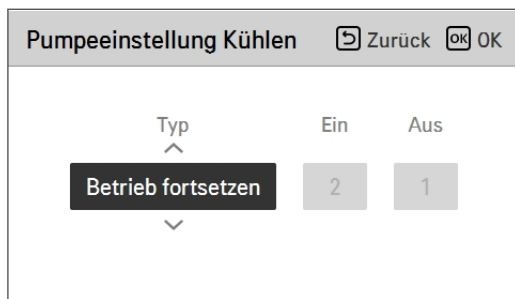 Pumpeeinstellung Kühlen Zurück OK OK
Typ Ein Aus
Betrieb fortsetzen 2 1